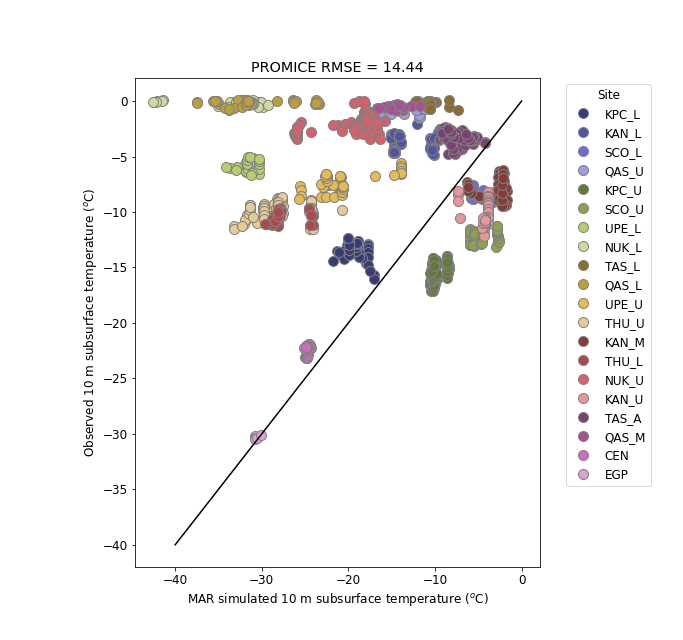 PROMICE RMSE = 14.44
0
−5
−10
−15
−20
−25
−30
−35
−40
Observed 10 m subsurface temperature (°C)
−40
−30
−20
−10
0
MAR simulated 10 m subsurface temperature (°C)
Site
KPC_L
KAN_L
SCO_L
QAS_U
KPC_U
SCO_U
UPE_L
NUK_L
TAS_L
QAS_L
UPE_U
THU_U
KAN_M
THU_L
NUK_U
KAN_U
TAS_A
QAS_M
CEN
EGP